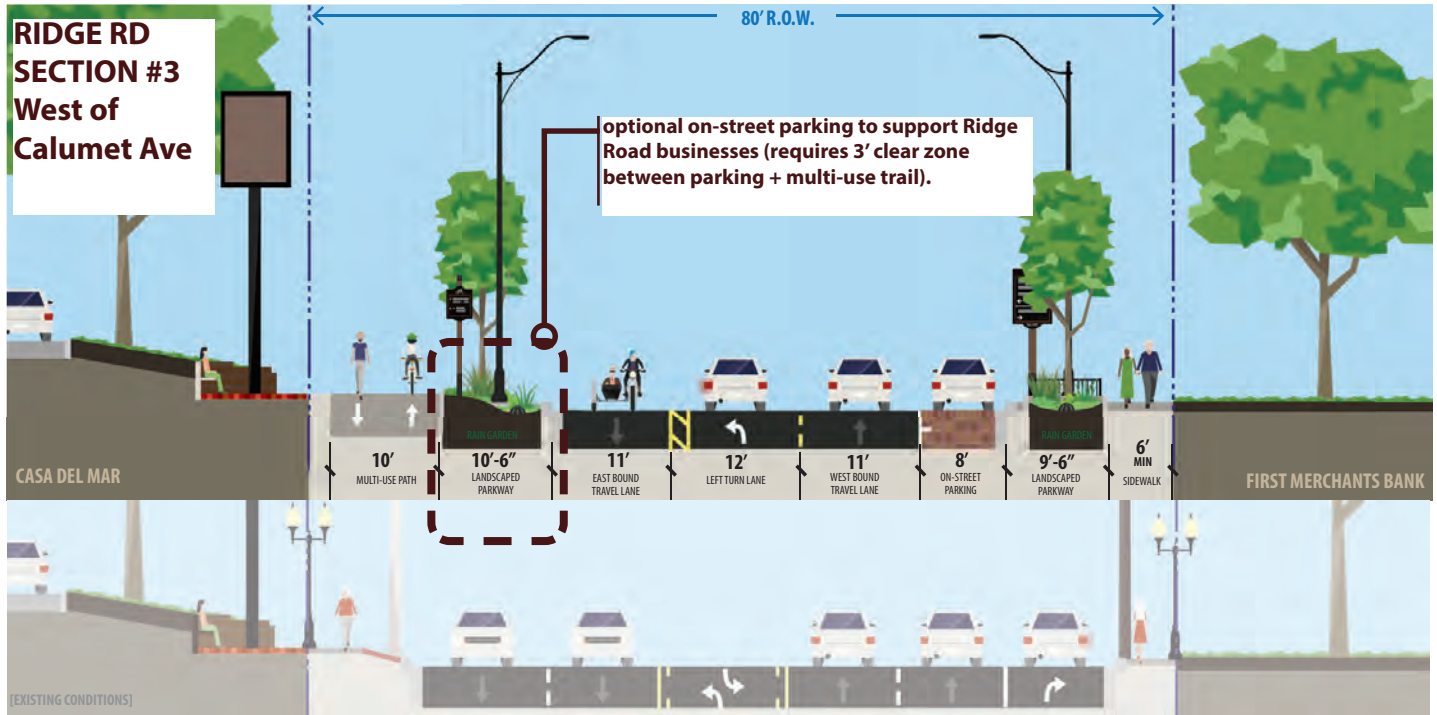 80' R.O.W.
RIDGE RD
SECTION #3
West of
Calumet Ave
optional on-street parking to support Ridge
Road businesses (requires 3' clear zone
between parking + multi-use trail).
RAIN GARDEN
RAIN GARDEN
CASA DEL MAR
10'
MULTI-USE PATH
10'-6"
LANDSCAPED
PARKWAY
11'
EAST BOUND
TRAVEL LANE
12'
LEFT TURN LANE
11'
WEST BOUND
TRAVEL LANE
8'
ON-STREET
PARKING
9'-6"
LANDSCAPED
PARKWAY
6'
MIN
SIDEWALK
FIRST MERCHANTS BANK
[EXISTING CONDITIONS]